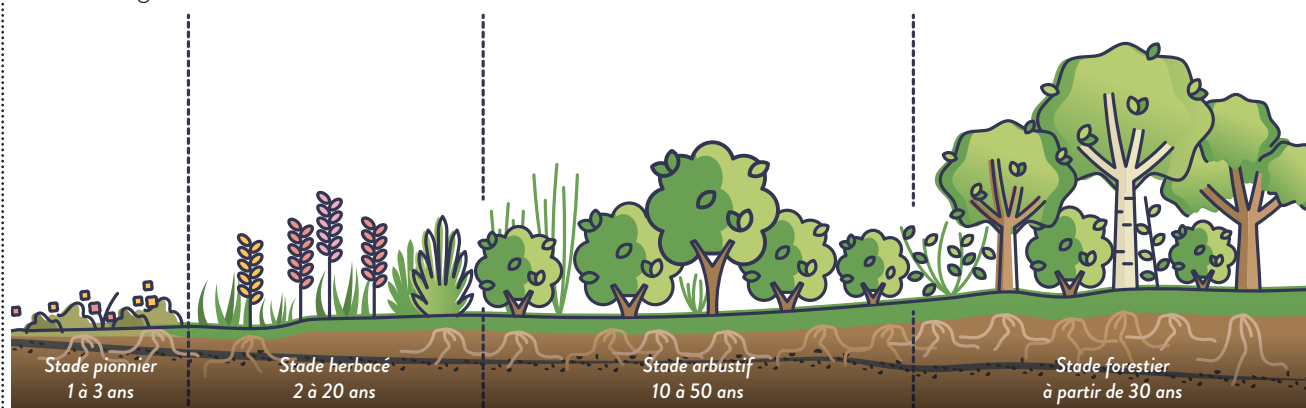 Stade pionnier
1 à 3 ans
Stade herbacé
2 à 20 ans
Stade arbustif
10 à 50 ans
Stade forestier
à partir de 30 ans